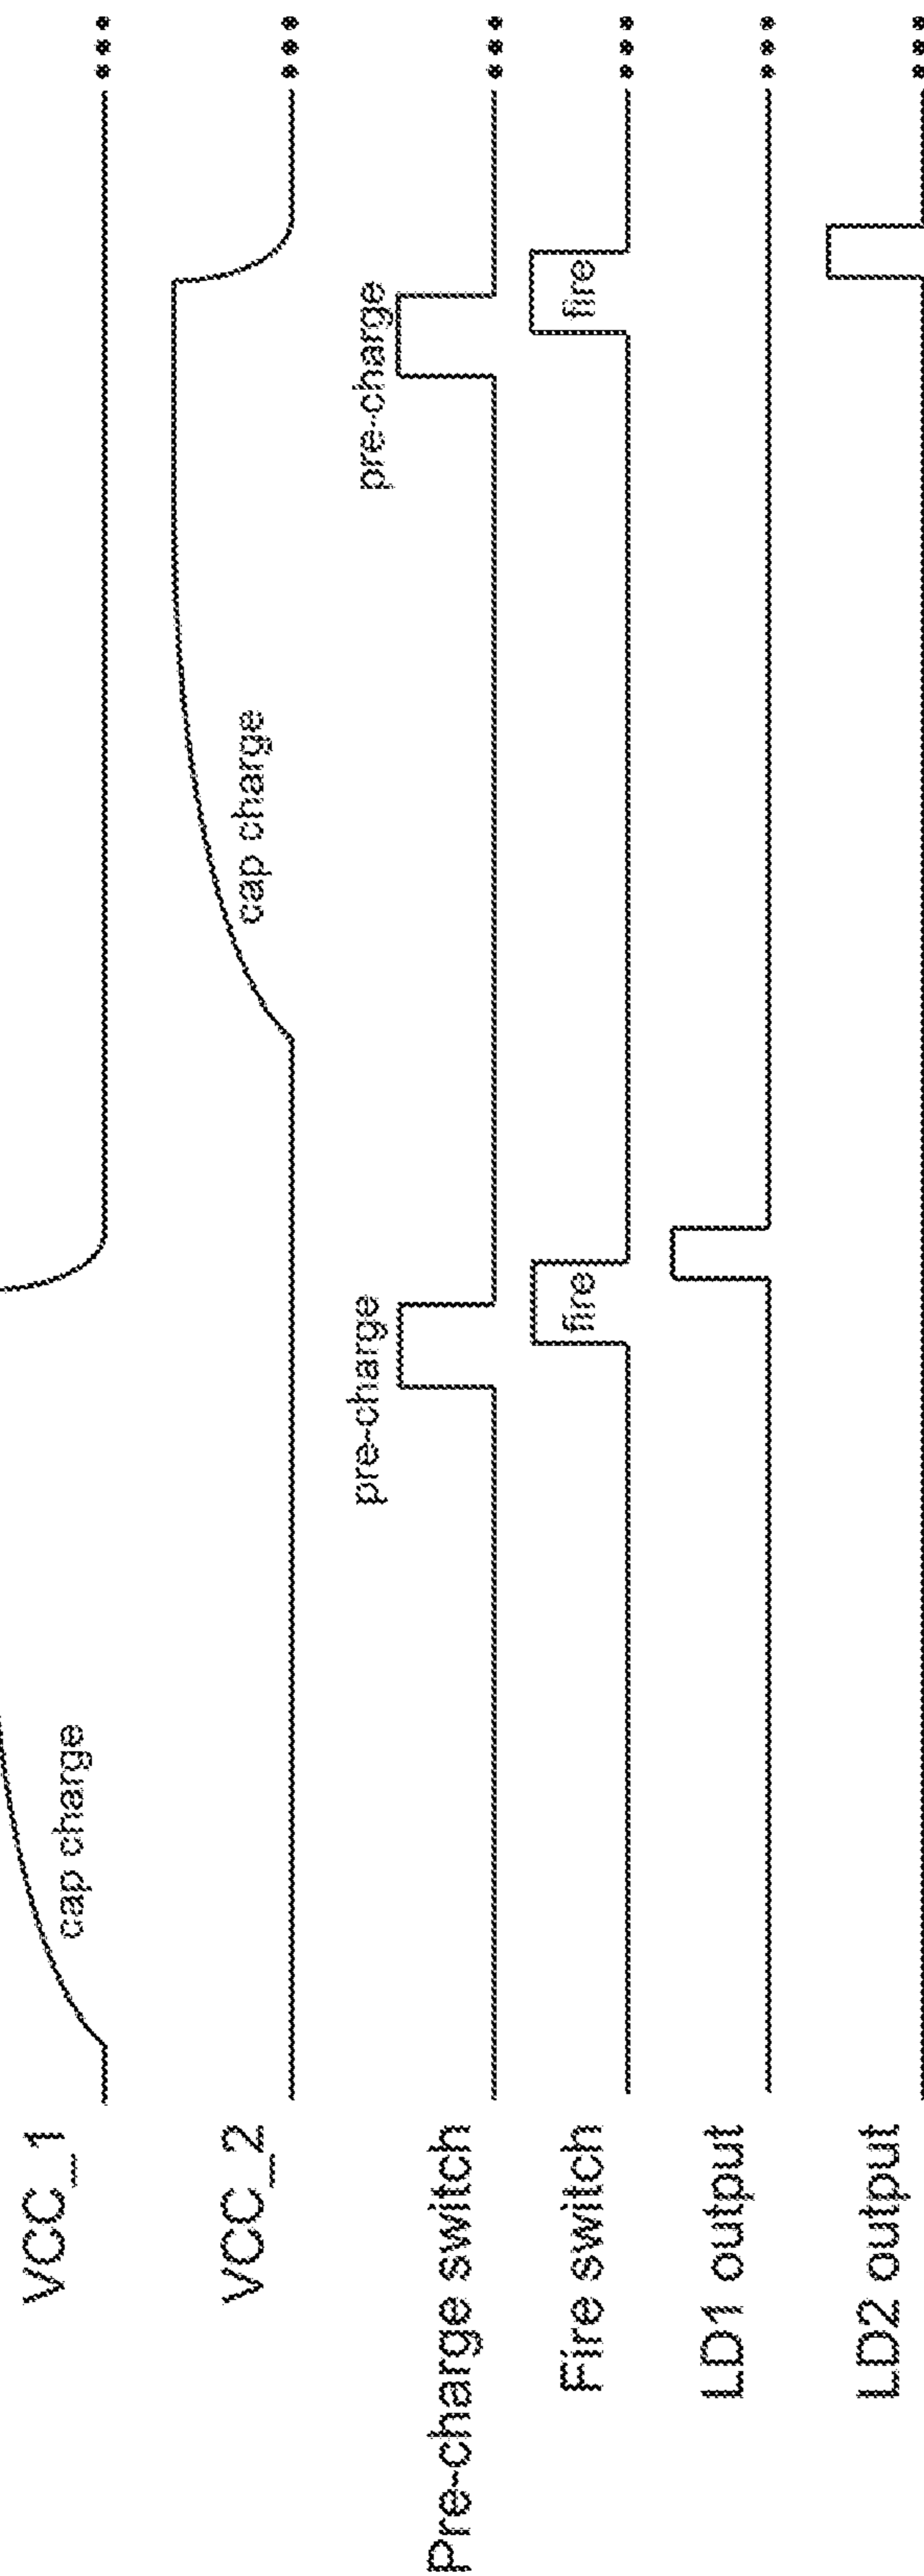 VCC_1
cap charge
VCC_2
cap charge
Pre-charge switch
pre-charge
pre-charge
Fire switch
fire
fire
LD1 output
LD2 output